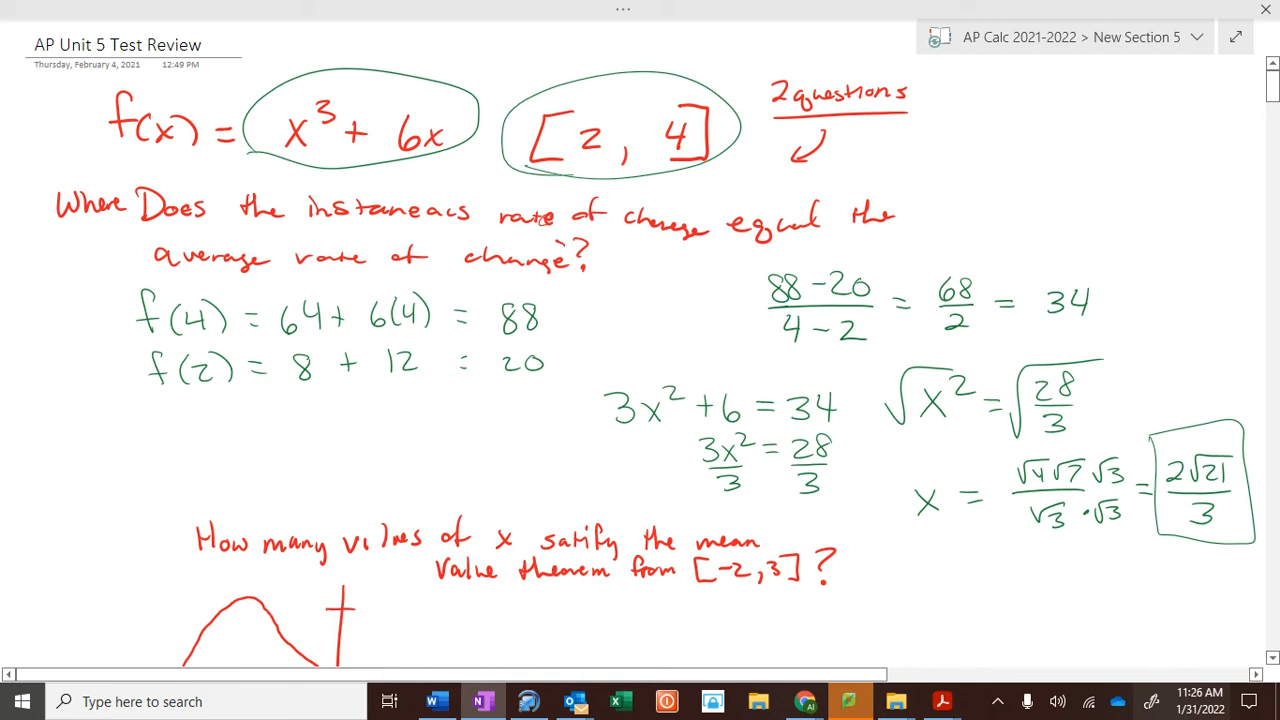 AP Unit 5 Test Review
Thursday, February 4, 2021 12:49 PM
AP Calc 2021-2022 > New Section 5
f(x) = x³ + 6x [2, 4]
2 questions
Where Does the instaneacs rate of change equal the
average rate of change?
f(4) = 64 + 6(4) = 88
f(2) = 8 + 12 = 20
88 - 20 / 4 - 2 = 68 / 2 = 34
3x² + 6 = 34
3x² / 3 = 28 / 3
√x² = √28/3
x = √4√7 √3 / √3 • √3 = 2√21 / 3
How many values of x satify the mean
value theorem from [-2, 3]?
Type here to search
11:26 AM
1/31/2022